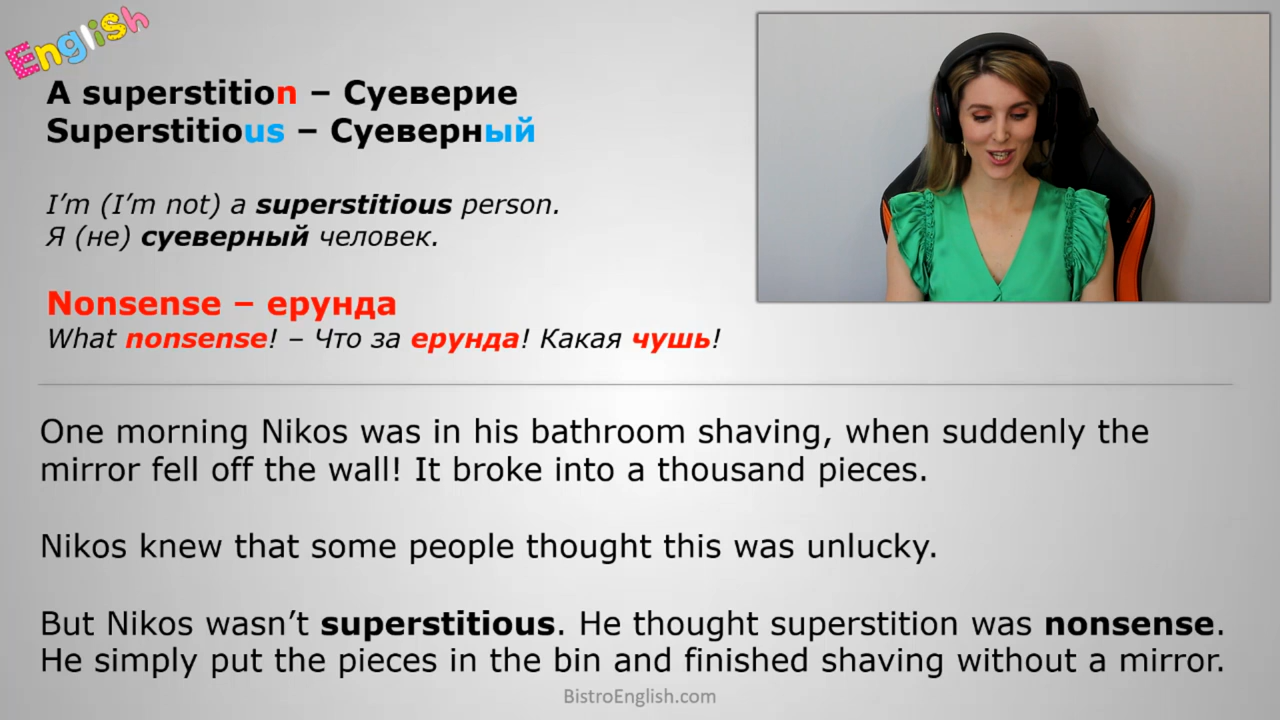 English
A superstition – Суеверие
Superstitious – Суеверный
I’m (I’m not) a superstitious person.
Я (не) суеверный человек.
Nonsense – ерунда
What nonsense! – Что за ерунда! Какая чушь!
One morning Nikos was in his bathroom shaving, when suddenly the
mirror fell off the wall! It broke into a thousand pieces.
Nikos knew that some people thought this was unlucky.
But Nikos wasn’t superstitious. He thought superstition was nonsense.
He simply put the pieces in the bin and finished shaving without a mirror.
BistroEnglish.com